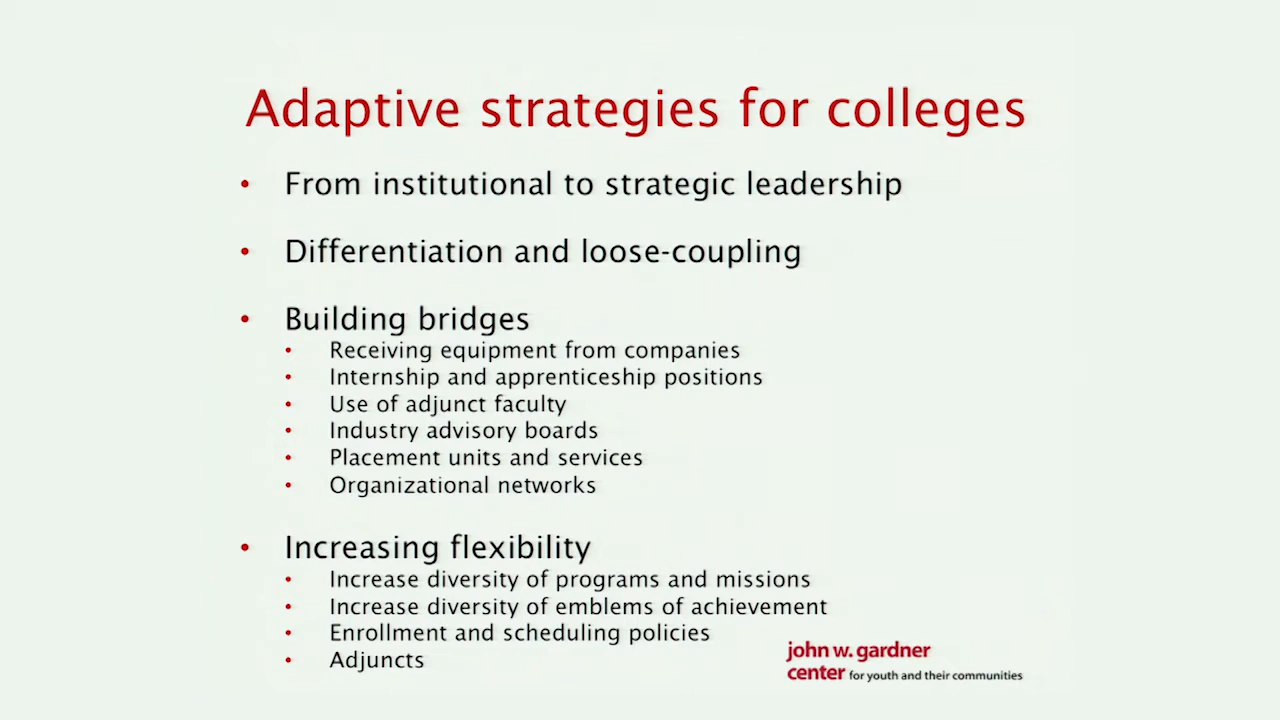 Adaptive strategies for colleges
• From institutional to strategic leadership
• Differentiation and loose-coupling
• Building bridges
• Receiving equipment from companies
• Internship and apprenticeship positions
• Use of adjunct faculty
• Industry advisory boards
• Placement units and services
• Organizational networks
• Increasing flexibility
• Increase diversity of programs and missions
• Increase diversity of emblems of achievement
• Enrollment and scheduling policies
• Adjuncts
john w. gardner
center for youth and their communities